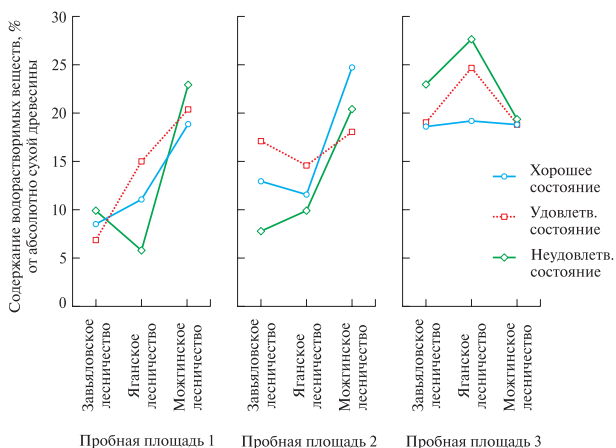 Содержание водорастворимых веществ, %
от абсолютно сухой древесины
30
25
20
15
10
5
0
Хорошее
состояние
Удовлетв.
состояние
Неудовлетв.
состояние
Завьяловское
лесничество
Яганское
лесничество
Можгинское
лесничество
Завьяловское
лесничество
Яганское
лесничество
Можгинское
лесничество
Завьяловское
лесничество
Яганское
лесничество
Можгинское
лесничество
Пробная площадь 1
Пробная площадь 2
Пробная площадь 3